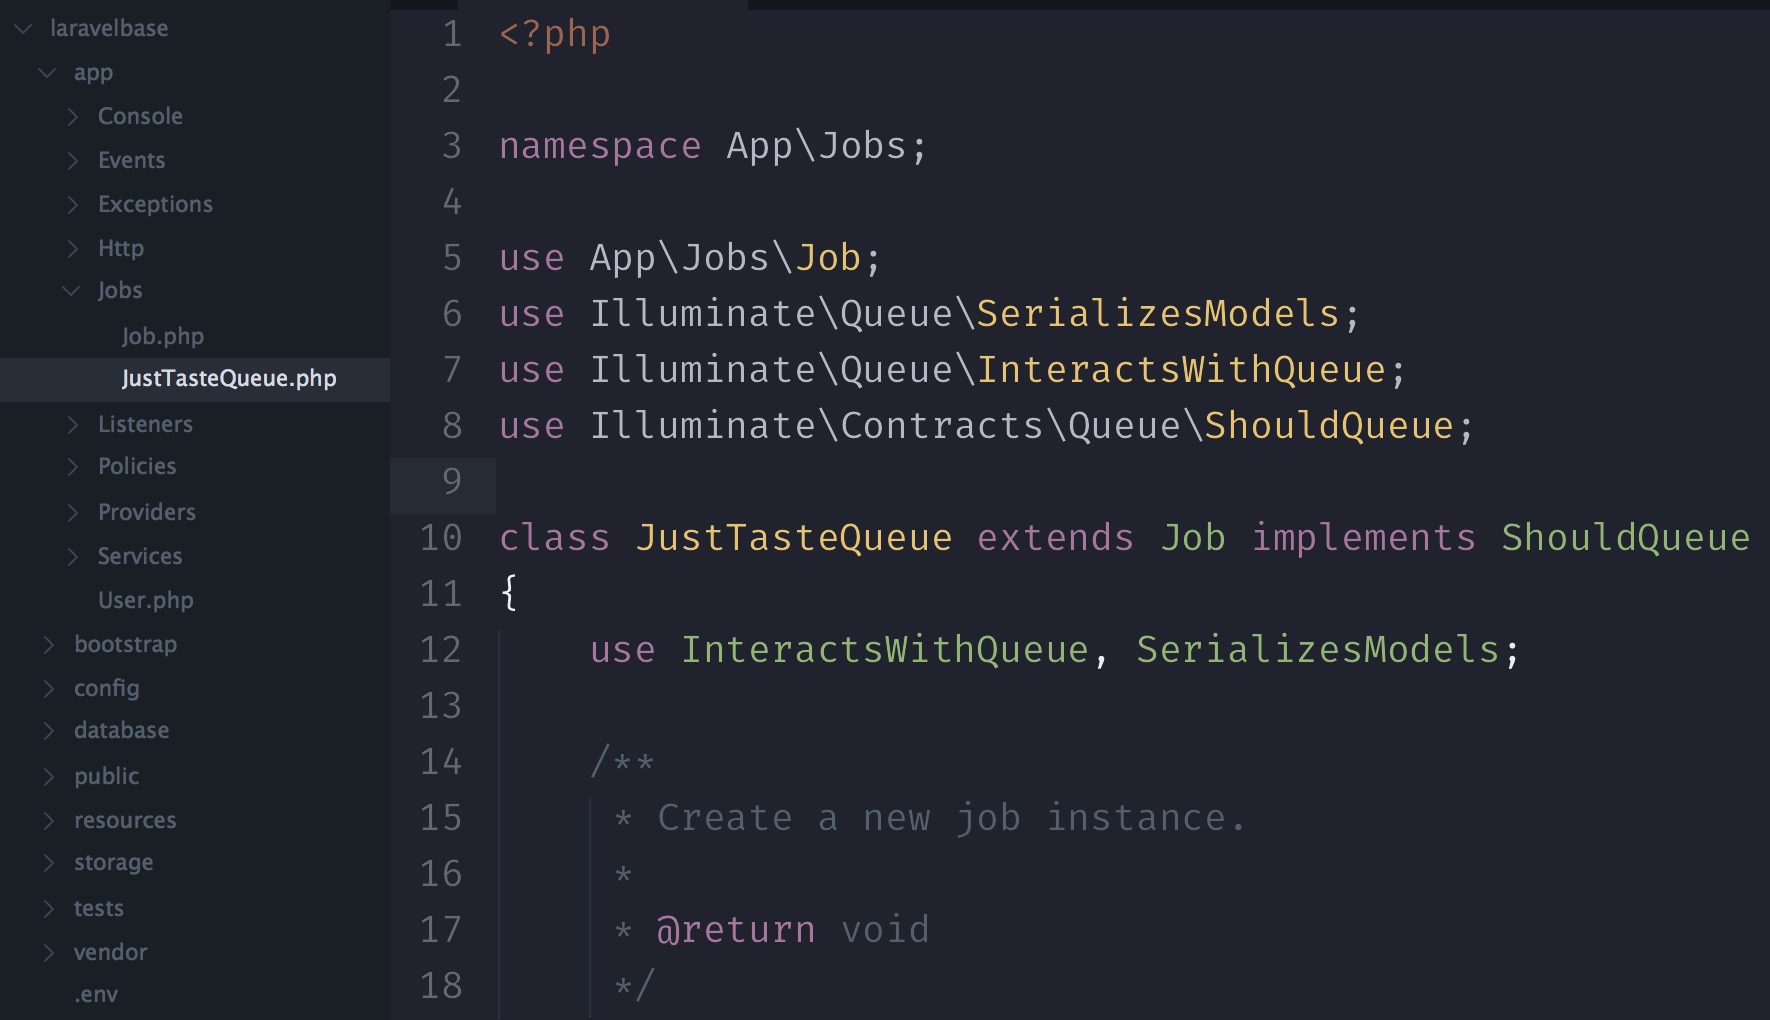 laravelbase
app
Console
Events
Exceptions
Http
Jobs
Job.php
JustTasteQueue.php
Listeners
Policies
Providers
Services
User.php
bootstrap
config
database
public
resources
storage
tests
vendor
.env
1 <?php
2
3 namespace App\Jobs;
4
5 use App\Jobs\Job;
6 use Illuminate\Queue\SerializesModels;
7 use Illuminate\Queue\InteractsWithQueue;
8 use Illuminate\Contracts\Queue\ShouldQueue;
9
10 class JustTasteQueue extends Job implements ShouldQueue
11 {
12     use InteractsWithQueue, SerializesModels;
13
14     /**
15      * Create a new job instance.
16      *
17      * @return void
18      */